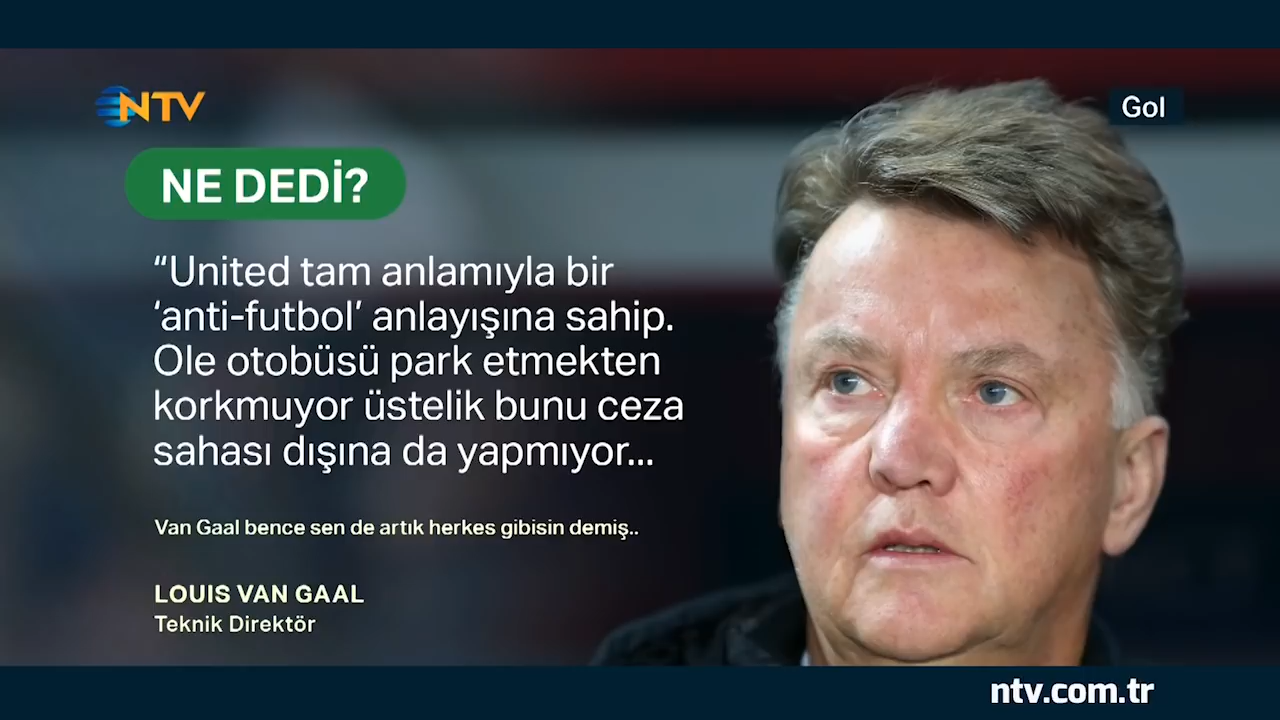 NTV
Gol
NE DEDİ?
“United tam anlamıyla bir
‘anti-futbol’ anlayışına sahip.
Ole otobüsü park etmekten
korkmuyor üstelik bunu ceza
sahası dışına da yapmıyor...
Van Gaal bence sen de artık herkes gibisin demiş..
LOUIS VAN GAAL
Teknik Direktör
ntv.com.tr